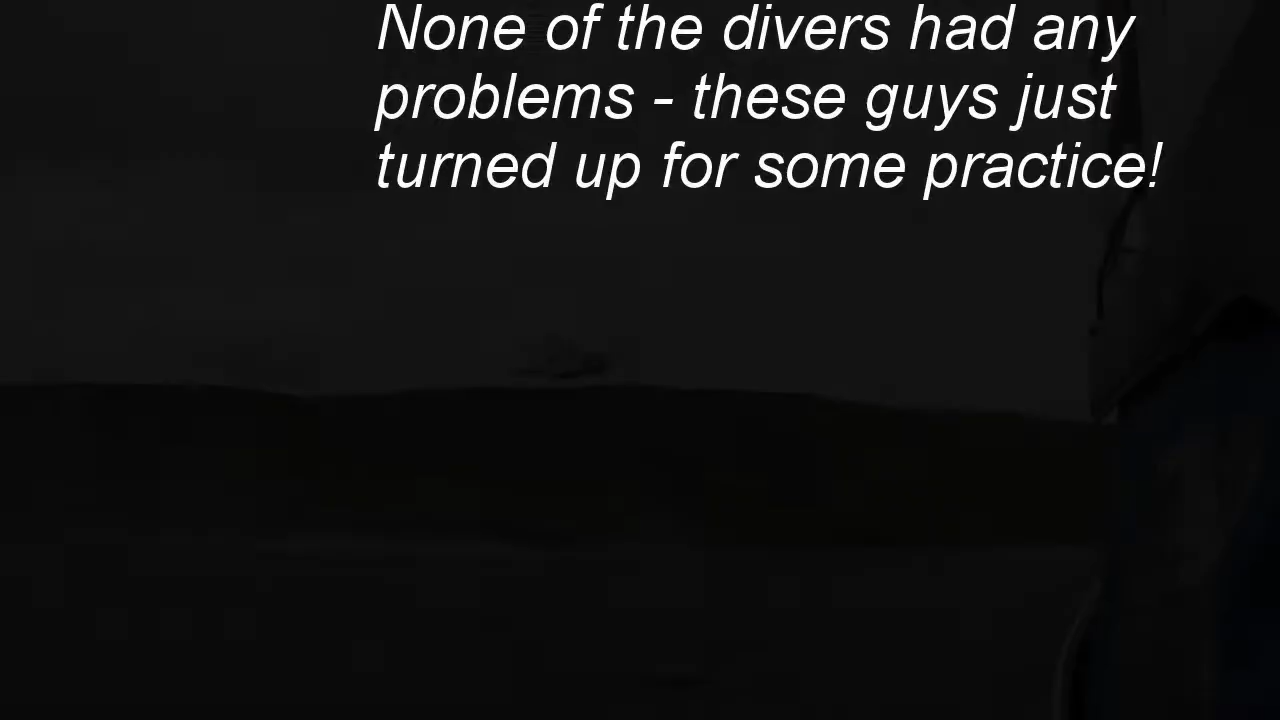 None of the divers had any
problems - these guys just
turned up for some practice!